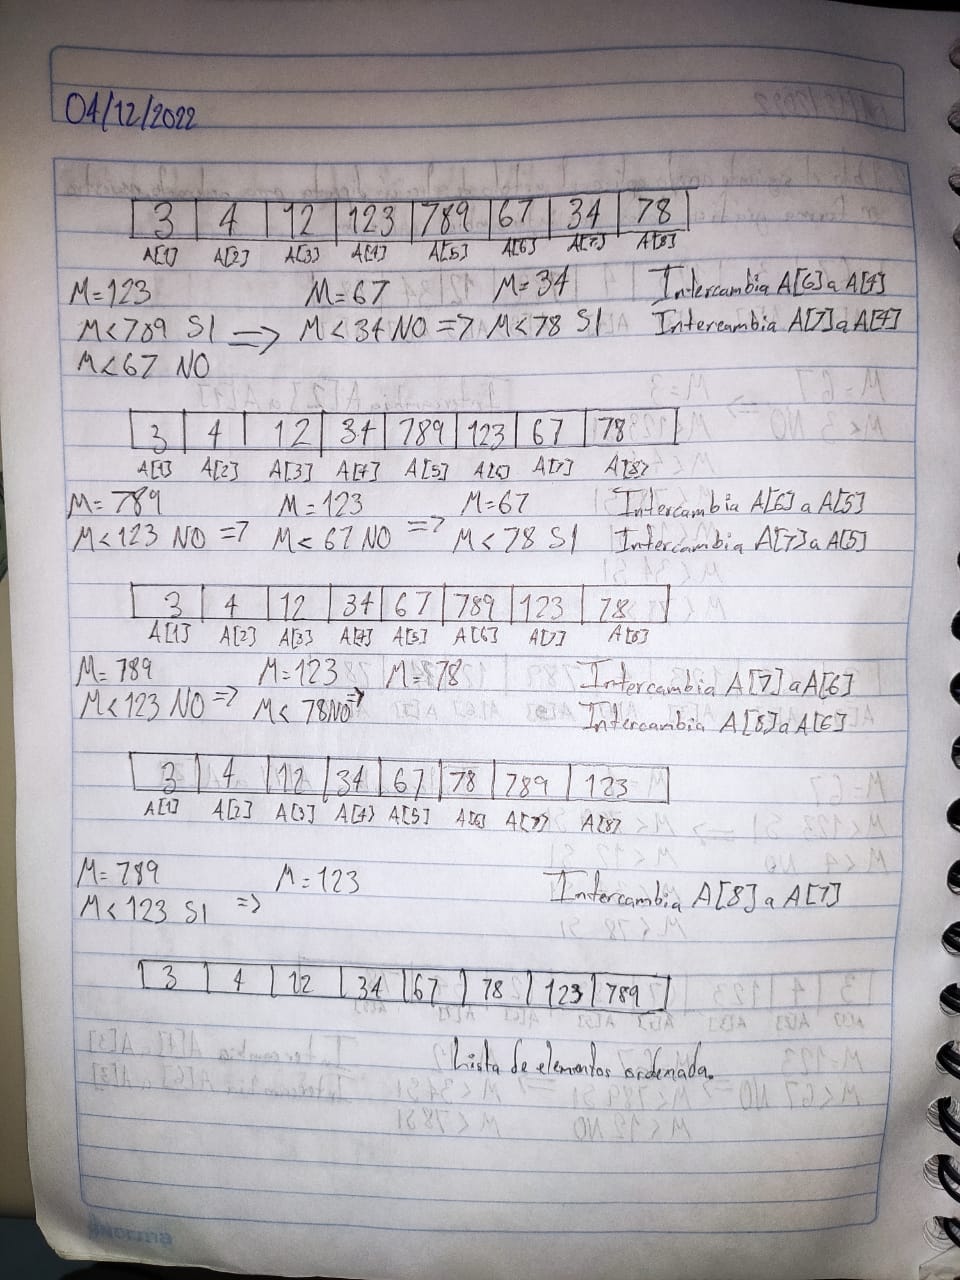 04/12/2022
3 4 12 123 789 67 34 78
A[1] A[2] A[3] A[4] A[5] A[6] A[7] A[8]
M=123 M=67 M=34 Intercambia A[6] a A[4]
M<789 SI => M<34 NO => M<78 SI Intercambia A[7] a A[4]
M<67 NO
3 4 12 34 789 123 67 78
A[1] A[2] A[3] A[4] A[5] A[6] A[7] A[8]
M=789 M=123 M=67 Intercambia A[6] a A[5]
M<123 NO => M<67 NO => M<78 SI Intercambia A[7] a A[5]
3 4 12 34 67 789 123 78
A[1] A[2] A[3] A[4] A[5] A[6] A[7] A[8]
M=789 M=123 M=78 Intercambia A[7] a A[6]
M<123 NO => M<78 NO => Intercambia A[8] a A[6]
3 4 12 34 67 78 789 123
A[1] A[2] A[3] A[4] A[5] A[6] A[7] A[8]
M=789 M=123 Intercambia A[8] a A[7]
M<123 SI =>
3 4 12 34 67 78 123 789
Lista de elementos ordenada.
Norma